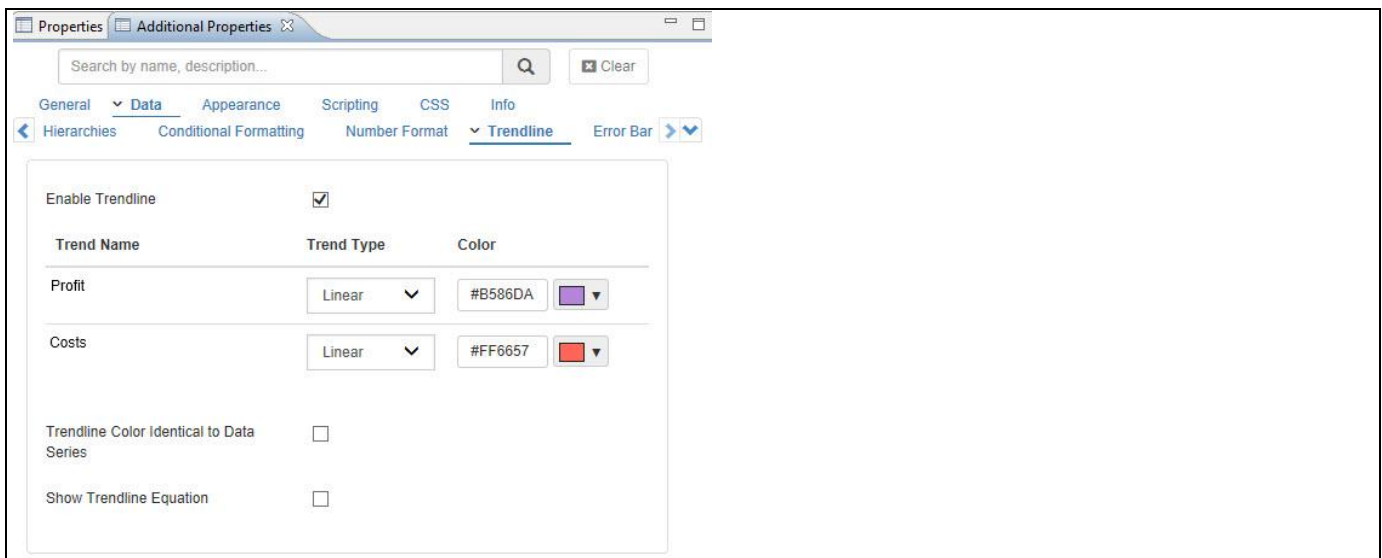 Properties Additional Properties
Search by name, description... Clear
General Data Appearance Scripting CSS Info
Hierarchies Conditional Formatting Number Format Trendline Error Bar
Enable Trendline
Trend Name Trend Type Color
Profit Linear #B586DA
Costs Linear #FF6657
Trendline Color Identical to Data
Series
Show Trendline Equation